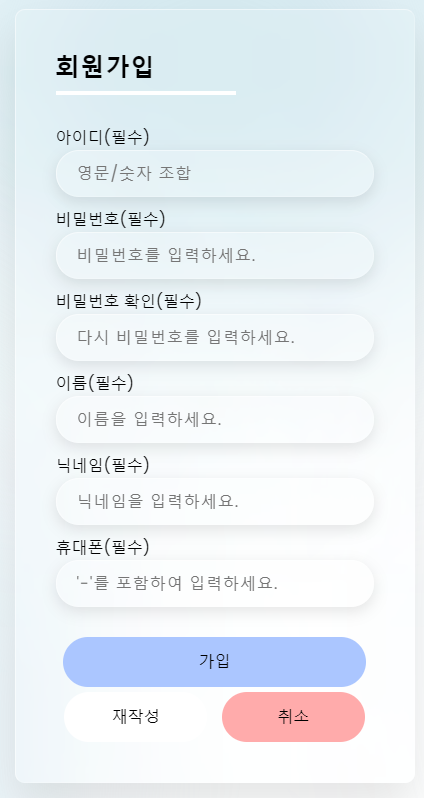 회원가입
아이디(필수)
영문/숫자 조합
비밀번호(필수)
비밀번호를 입력하세요.
비밀번호 확인(필수)
다시 비밀번호를 입력하세요.
이름(필수)
이름을 입력하세요.
닉네임(필수)
닉네임을 입력하세요.
휴대폰(필수)
'-'를 포함하여 입력하세요.
가입
재작성 취소